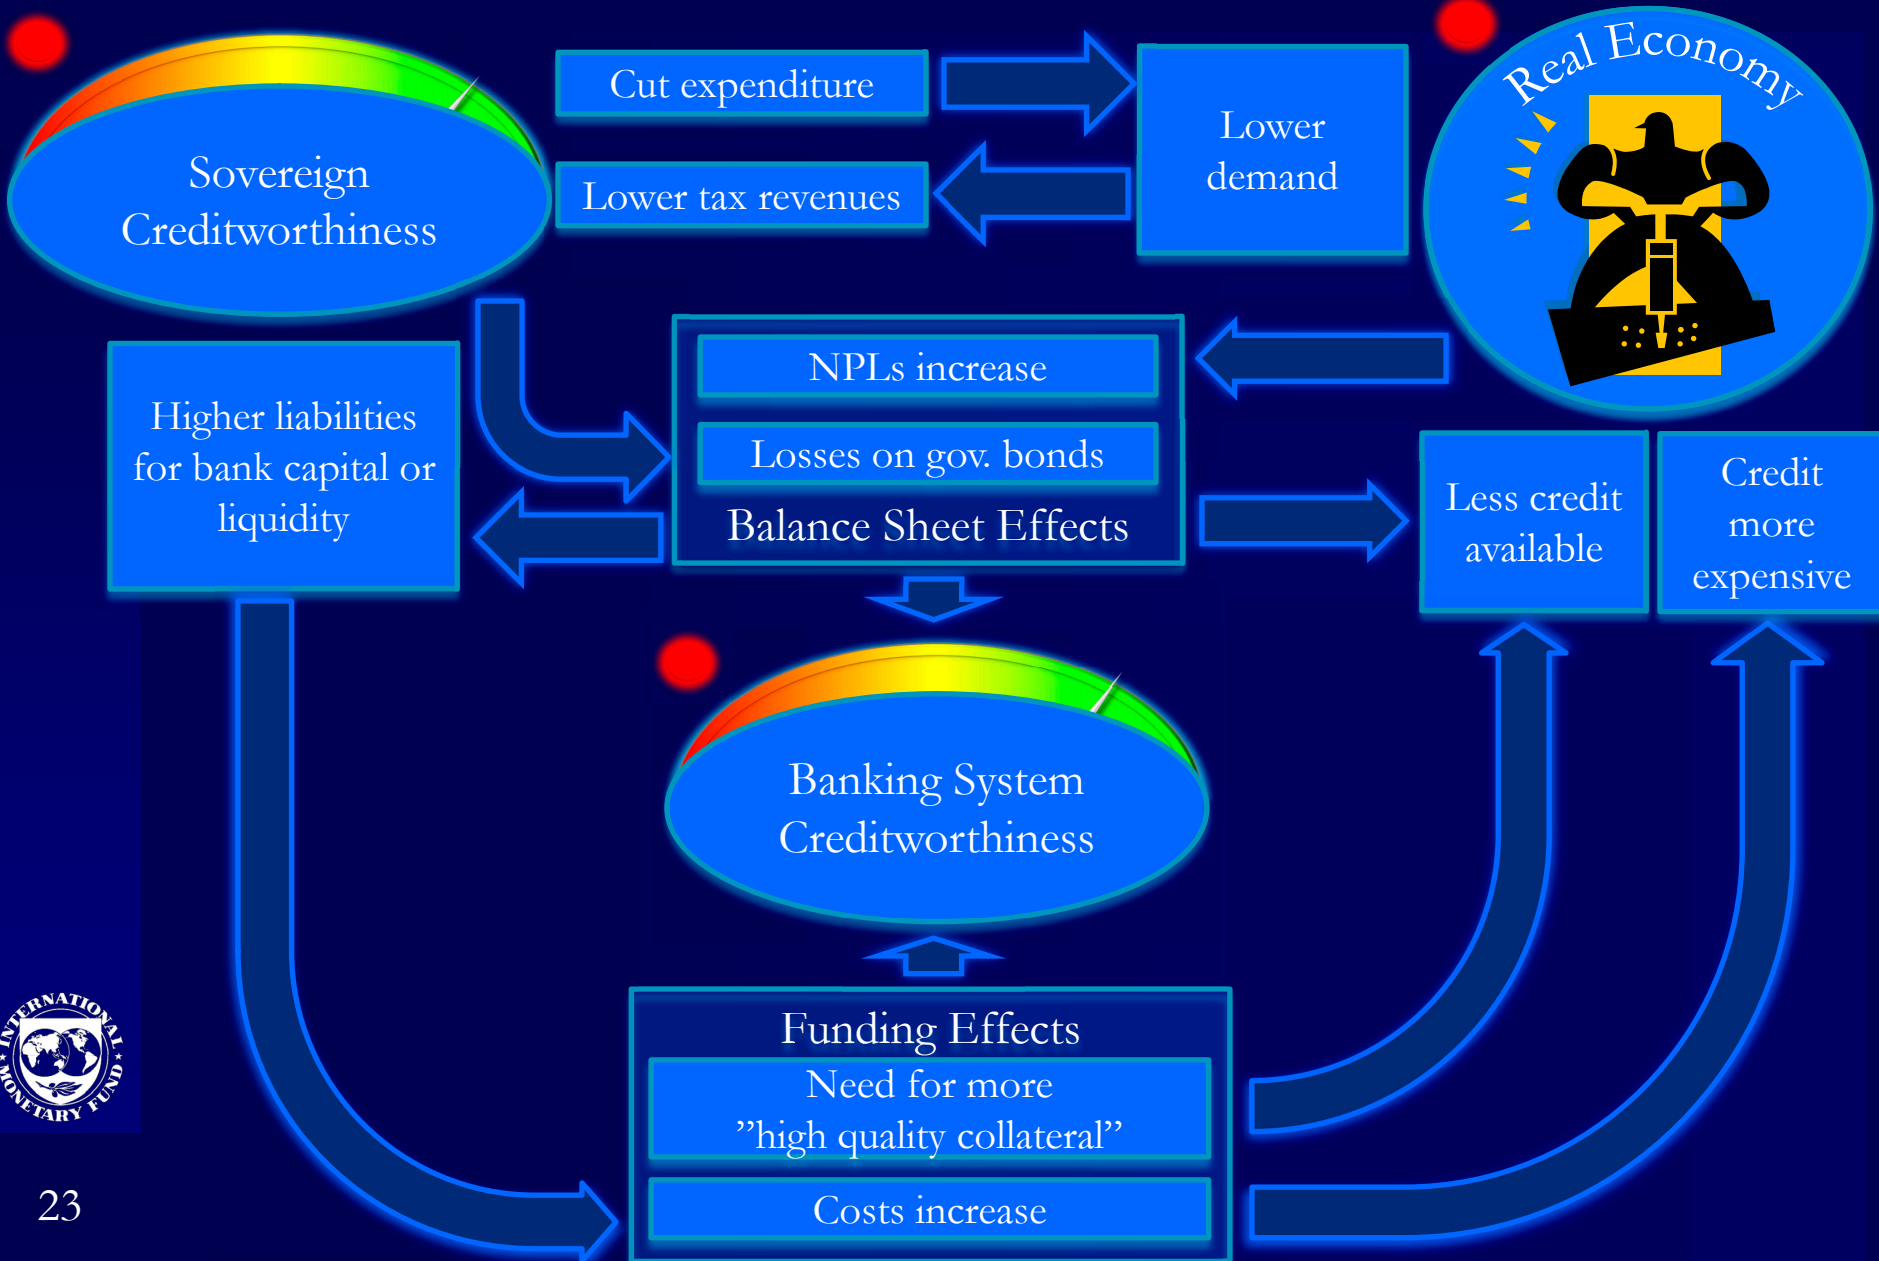 Sovereign
Creditworthiness
Cut expenditure
Lower tax revenues
Lower
demand
Real Economy
Higher liabilities
for bank capital or
liquidity
NPLs increase
Losses on gov. bonds
Balance Sheet Effects
Less credit
available
Credit
more
expensive
Banking System
Creditworthiness
Funding Effects
Need for more
”high quality collateral”
Costs increase
INTERNATIONAL
MONETARY FUND
23